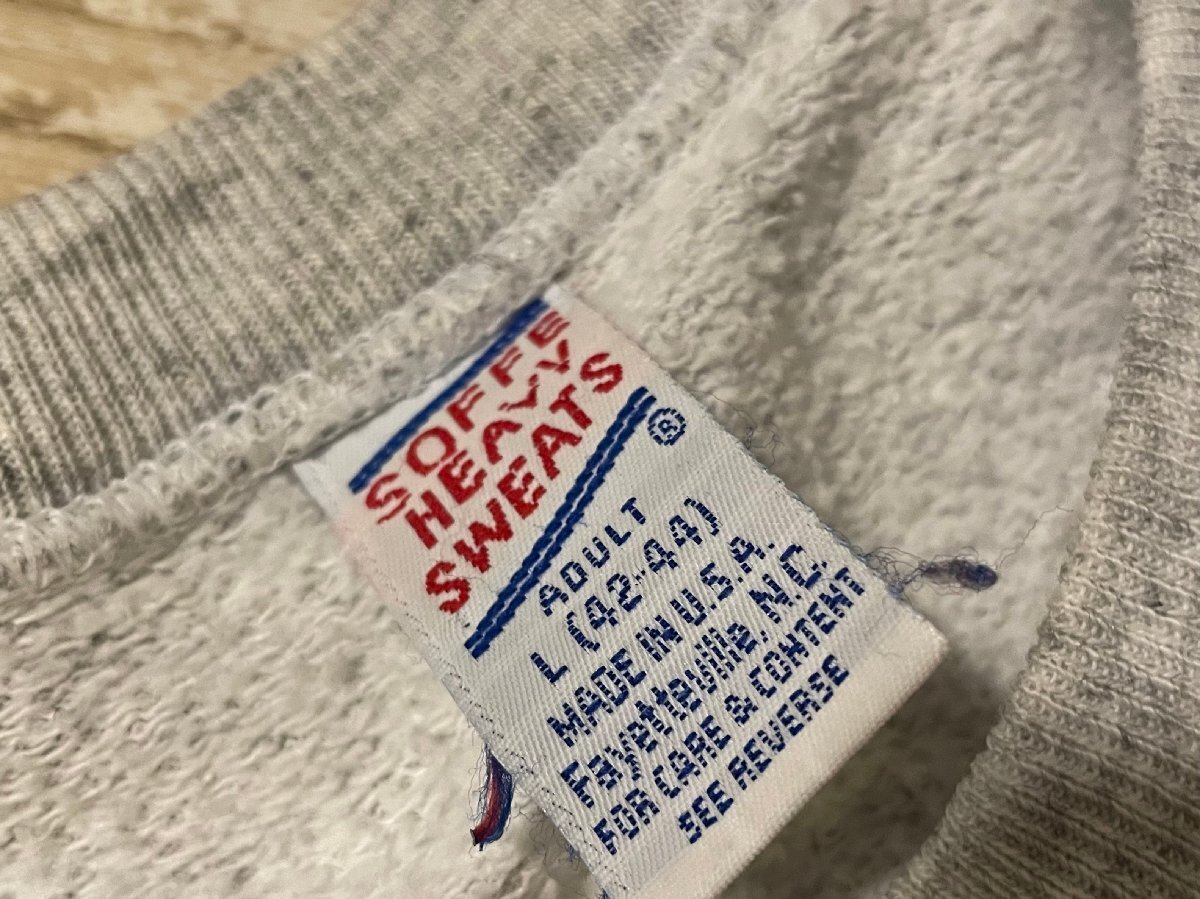 SOFFE
HEAVY
SWEATS
®
ADULT
L (42-44)
MADE IN U.S.A.
Fayetteville, N.C.
FOR CARE & CONTENT
SEE REVERSE